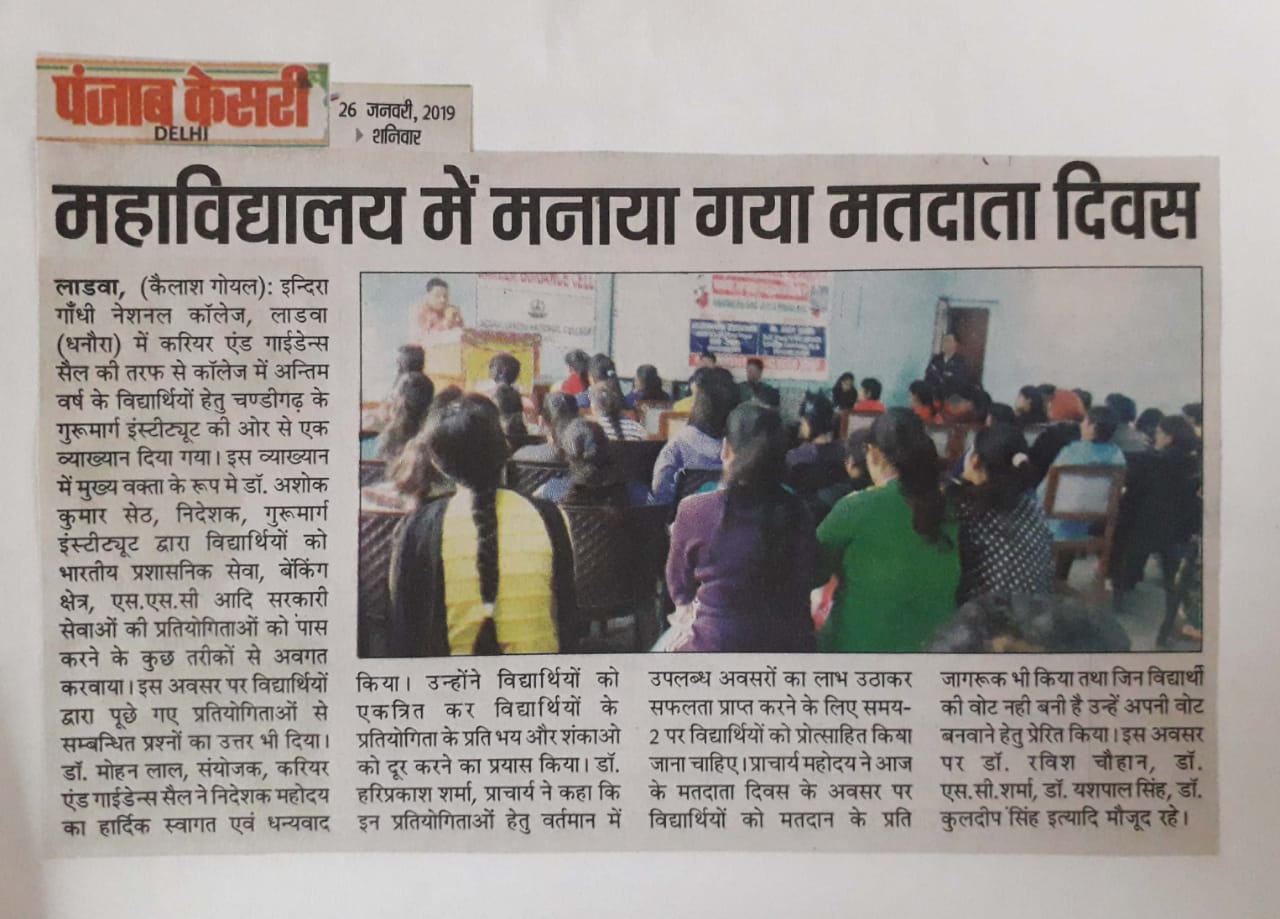 पंजाब केसरी
DELHI
26 जनवरी, 2019
शनिवार
महाविद्यालय में मनाया गया मतदाता दिवस
लाडवा, (कैलाश गोयल): इन्दिरा
गाँधी नेशनल कॉलेज, लाडवा
(धनौरा) में करियर एंड गाईडेन्स
सैल की तरफ से कॉलेज में अन्तिम
वर्ष के विद्यार्थियों हेतु चण्डीगढ़ के
गुरूमार्ग इंस्टीट्यूट की ओर से एक
व्याख्यान दिया गया। इस व्याख्यान
में मुख्य वक्ता के रूप मे डॉ. अशोक
कुमार सेठ, निदेशक, गुरूमार्ग
इंस्टीट्यूट द्वारा विद्यार्थियों को
भारतीय प्रशासनिक सेवा, बेंकिंग
क्षेत्र, एस.एस.सी आदि सरकारी
सेवाओं की प्रतियोगिताओं को पास
करने के कुछ तरीकों से अवगत
करवाया। इस अवसर पर विद्यार्थियों
द्वारा पूछे गए प्रतियोगिताओं से
सम्बन्धित प्रश्नों का उत्तर भी दिया।
डॉ. मोहन लाल, संयोजक, करियर
एंड गाईडेन्स सैल ने निदेशक महोदय
का हार्दिक स्वागत एवं धन्यवाद
किया। उन्होंने विद्यार्थियों को
एकत्रित कर विद्यार्थियों के
प्रतियोगिता के प्रति भय और शंकाओ
को दूर करने का प्रयास किया। डॉ.
हरिप्रकाश शर्मा, प्राचार्य ने कहा कि
इन प्रतियोगिताओं हेतु वर्तमान में
उपलब्ध अवसरों का लाभ उठाकर
सफलता प्राप्त करने के लिए समय-
2 पर विद्यार्थियों को प्रोत्साहित किया
जाना चाहिए। प्राचार्य महोदय ने आज
के मतदाता दिवस के अवसर पर
विद्यार्थियों को मतदान के प्रति
जागरूक भी किया तथा जिन विद्यार्थी
की वोट नही बनी है उन्हें अपनी वोट
बनवाने हेतु प्रेरित किया। इस अवसर
पर डॉ. रविश चौहान, डॉ.
एस.सी.शर्मा, डॉ. यशपाल सिंह, डॉ.
कुलदीप सिंह इत्यादि मौजूद रहे।
GUIDANCE CELL
INDIRA GANDHI NATIONAL COLLEGE